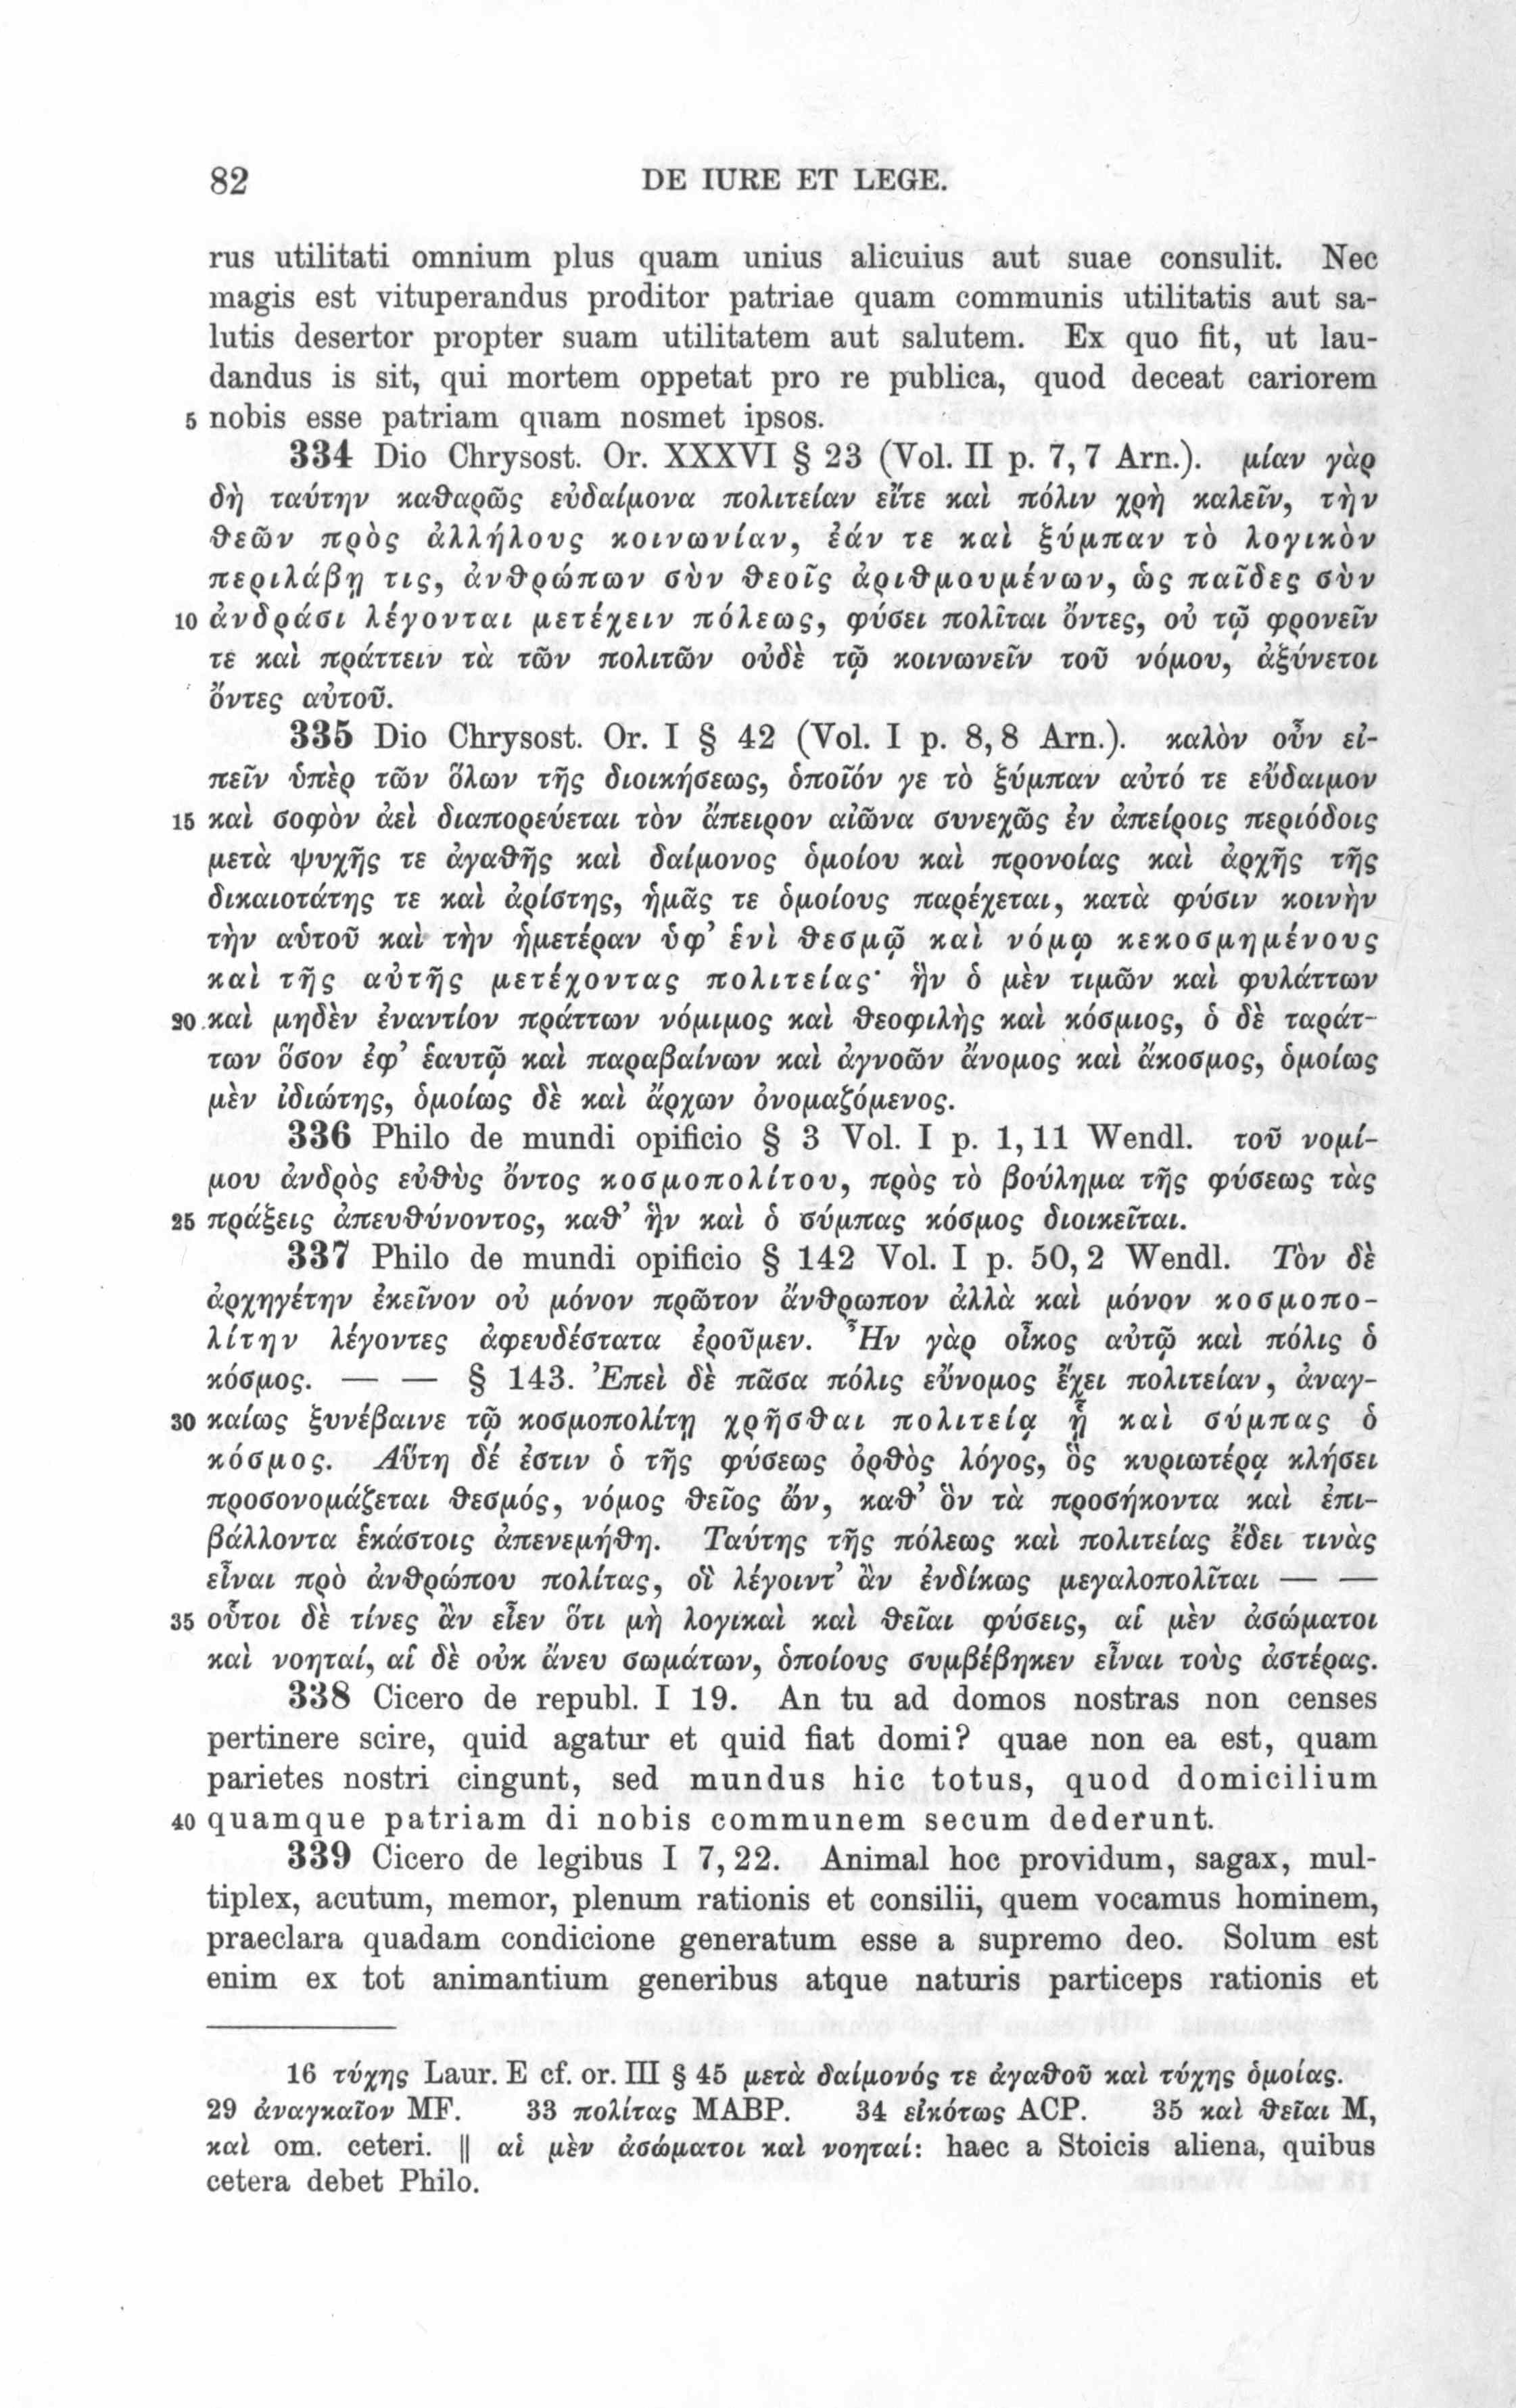 82 DE IURE ET LEGE.
rus utilitati omnium plus quam unius alicuius aut suae consulit. Nec
magis est vituperandus proditor patriae quam communis utilitatis aut sa-
lutis desertor propter suam utilitatem aut salutem. Ex quo fit, ut lau-
dandus is sit, qui mortem oppetat pro re publica, quod deceat cariorem
5 nobis esse patriam quam nosmet ipsos.
334 Dio Chrysost. Or. XXXVI § 23 (Vol. II p. 7,7 Arn.). μίαν γὰρ
δὴ ταύτην καθαρῶς εὐδαίμονα πολιτείαν εἴτε καὶ πόλιν χρὴ καλεῖν, τὴν
θεῶν πρὸς ἀλλήλους κοινωνίαν, ἐάν τε καὶ ξύμπαν τὸ λογικὸν
περιλάβῃ τις, ἀνθρώπων σὺν θεοῖς ἀριθμουμένων, ὡς παῖδες σὺν
10 ἀνδράσι λέγονται μετέχειν πόλεως, φύσει πολῖται ὄντες, οὐ τῷ φρονεῖν
τε καὶ πράττειν τὰ τῶν πολιτῶν οὐδὲ τῷ κοινωνεῖν τοῦ νόμου, ἀξύνετοι
ὄντες αὐτοῦ.
335 Dio Chrysost. Or. I § 42 (Vol. I p. 8,8 Arn.). καλὸν οὖν εἰ-
πεῖν ὑπὲρ τῶν ὅλων τῆς διοικήσεως, ὁποῖόν γε τὸ ξύμπαν αὐτό τε εὔδαιμον
15 καὶ σοφὸν ἀεὶ διαπορεύεται τὸν ἄπειρον αἰῶνα συνεχῶς ἐν ἀπείροις περιόδοις
μετὰ ψυχῆς τε ἀγαθῆς καὶ δαίμονος ὁμοίου καὶ προνοίας καὶ ἀρχῆς τῆς
δικαιοτάτης τε καὶ ἀρίστης, ἡμᾶς τε ὁμοίους παρέχεται, κατὰ φύσιν κοινὴν
τὴν αὑτοῦ καὶ τὴν ἡμετέραν ὑφ’ ἑνὶ θεσμῷ καὶ νόμῳ κεκοσμημένους
καὶ τῆς αὐτῆς μετέχοντας πολιτείας· ἣν ὁ μὲν τιμῶν καὶ φυλάττων
20 καὶ μηδὲν ἐναντίον πράττων νόμιμος καὶ θεοφιλὴς καὶ κόσμιος, ὁ δὲ ταράτ-
των ὅσον ἐφ’ ἑαυτῷ καὶ παραβαίνων καὶ ἀγνοῶν ἄνομος καὶ ἄκοσμος, ὁμοίως
μὲν ἰδιώτης, ὁμοίως δὲ καὶ ἄρχων ὀνομαζόμενος.
336 Philo de mundi opificio § 3 Vol. I p. 1,11 Wendl. τοῦ νομί-
μου ἀνδρὸς εὐθὺς ὄντος κοσμοπολίτου, πρὸς τὸ βούλημα τῆς φύσεως τὰς
25 πράξεις ἀπευθύνοντος, καθ’ ἣν καὶ ὁ σύμπας κόσμος διοικεῖται.
337 Philo de mundi opificio § 142 Vol. I p. 50,2 Wendl. Τὸν δὲ
ἀρχηγέτην ἐκεῖνον οὐ μόνον πρῶτον ἄνθρωπον ἀλλὰ καὶ μόνον κοσμοπο-
λίτην λέγοντες ἀψευδέστατα ἐροῦμεν. Ἦν γὰρ οἶκος αὐτῷ καὶ πόλις ὁ
κόσμος. — — § 143. Ἐπεὶ δὲ πᾶσα πόλις εὔνομος ἔχει πολιτείαν, ἀναγ-
30 καίως ξυνέβαινε τῷ κοσμοπολίτῃ χρῆσθαι πολιτείᾳ ᾗ καὶ σύμπας ὁ
κόσμος. Αὕτη δέ ἐστιν ὁ τῆς φύσεως ὀρθὸς λόγος, ὃς κυριωτέρᾳ κλήσει
προσονομάζεται θεσμός, νόμος θεῖος ὤν, καθ’ ὃν τὰ προσήκοντα καὶ ἐπι-
βάλλοντα ἑκάστοις ἀπενεμήθη. Ταύτης τῆς πόλεως καὶ πολιτείας ἔδει τινὰς
εἶναι πρὸ ἀνθρώπου πολίτας, οἳ λέγοιντ’ ἂν ἐνδίκως μεγαλοπολῖται — —
35 οὗτοι δὲ τίνες ἂν εἶεν ὅτι μὴ λογικαὶ καὶ θεῖαι φύσεις, αἱ μὲν ἀσώματοι
καὶ νοηταί, αἱ δὲ οὐκ ἄνευ σωμάτων, ὁποίους συμβέβηκεν εἶναι τοὺς ἀστέρας.
338 Cicero de republ. I 19. An tu ad domos nostras non censes
pertinere scire, quid agatur et quid fiat domi? quae non ea est, quam
parietes nostri cingunt, sed mundus hic totus, quod domicilium
40 quamque patriam di nobis communem secum dederunt.
339 Cicero de legibus I 7,22. Animal hoc providum, sagax, mul-
tiplex, acutum, memor, plenum rationis et consilii, quem vocamus hominem,
praeclara quadam condicione generatum esse a supremo deo. Solum est
enim ex tot animantium generibus atque naturis particeps rationis et
16 τύχης Laur. E cf. or. III § 45 μετὰ δαίμονός τε ἀγαθοῦ καὶ τύχης ὁμοίας.
29 ἀναγκαῖον MF. 33 πολίτας MABP. 34 εἰκότως ACP. 35 καὶ θεῖαι M,
καὶ om. ceteri. || αἱ μὲν ἀσώματοι καὶ νοηταί: haec a Stoicis aliena, quibus
cetera debet Philo.